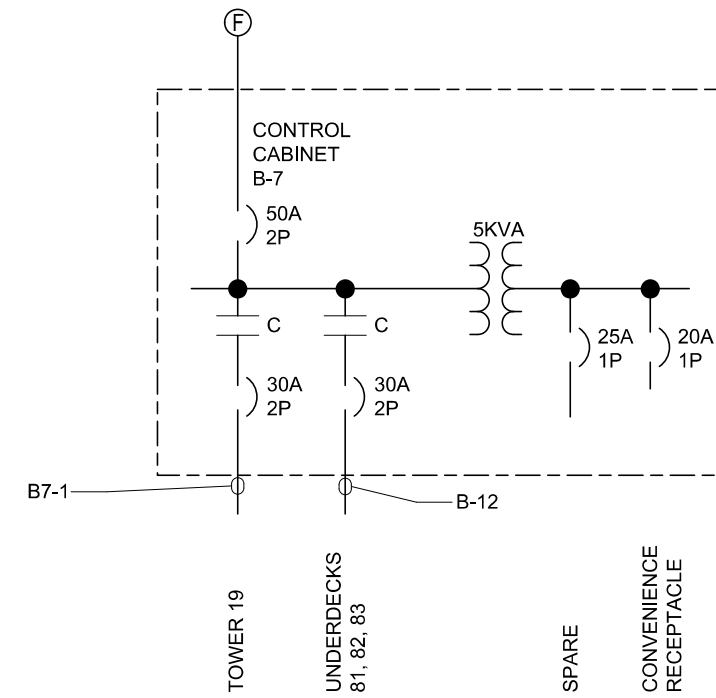 F
CONTROL
CABINET
B-7
50A
2P
5KVA
C
C
25A
1P
20A
1P
30A
2P
30A
2P
B7-1
B-12
TOWER 19
UNDERDECKS
81, 82, 83
SPARE
CONVENIENCE
RECEPTACLE